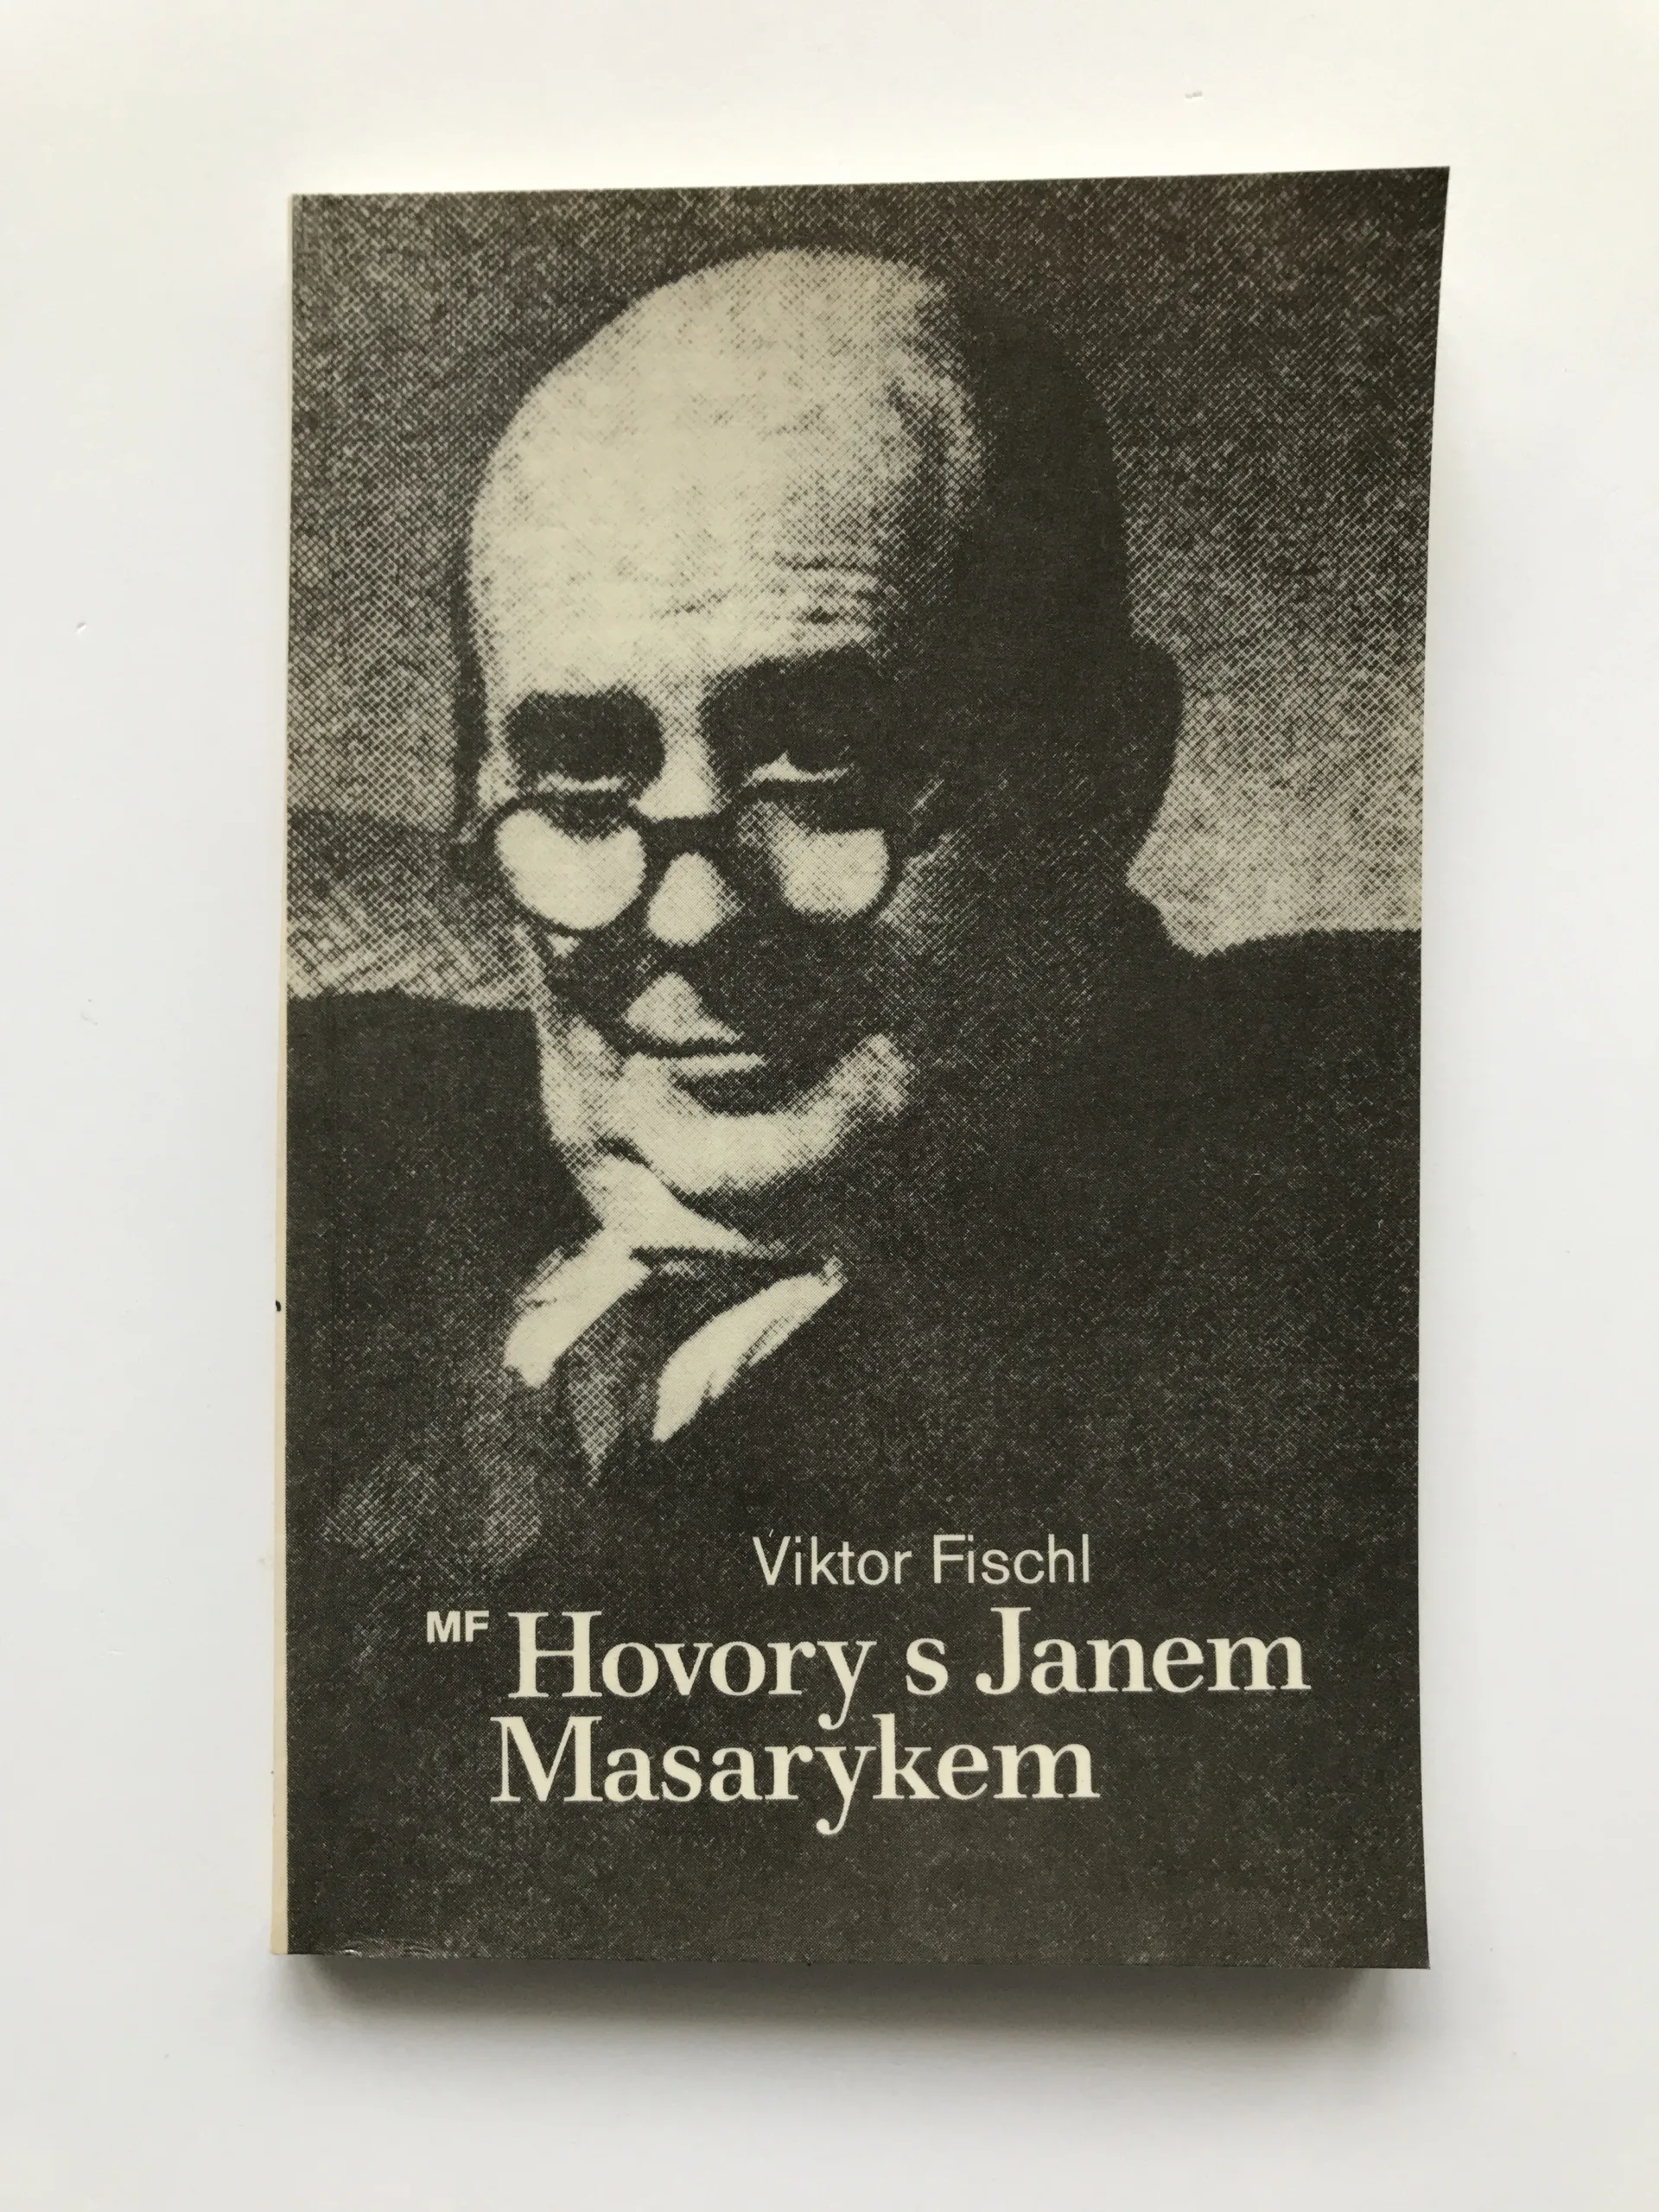 Viktor Fischl
MF Hovory s Janem
Masarykem